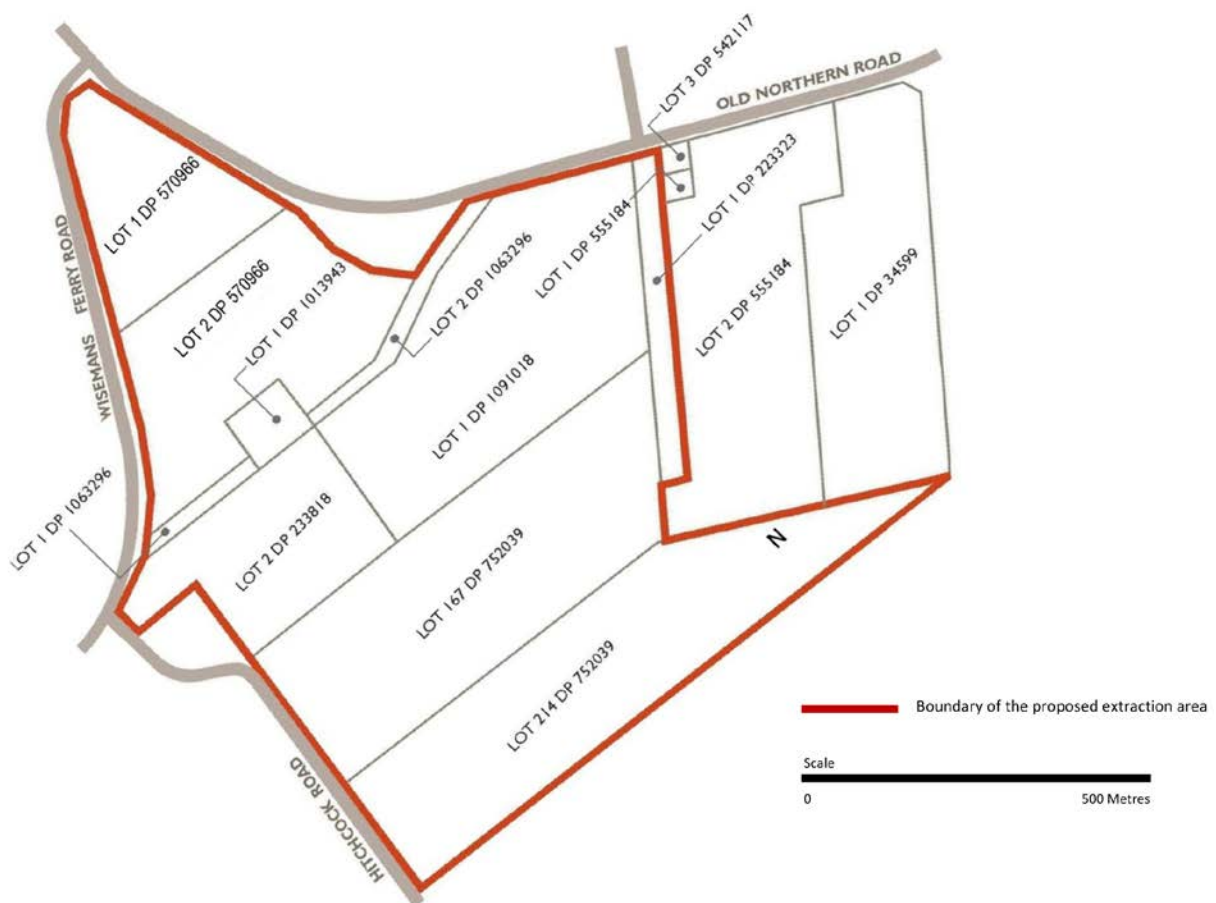 LOT 3 DP 542117
OLD NORTHERN ROAD
LOT 1 DP 570966
LOT 1 DP 223323
WISEMANS FERRY ROAD
LOT 2 DP 570966
LOT 1 DP 1013943
LOT 2 DP 1063296
LOT 1 DP 555184
LOT 2 DP 555184
LOT 1 DP 34599
LOT 1 DP 1091018
LOT 1 DP 1063296
LOT 2 DP 233818
N
LOT 167 DP 752039
LOT 214 DP 752039
HITCHCOCK ROAD
Boundary of the proposed extraction area
Scale
0 500 Metres